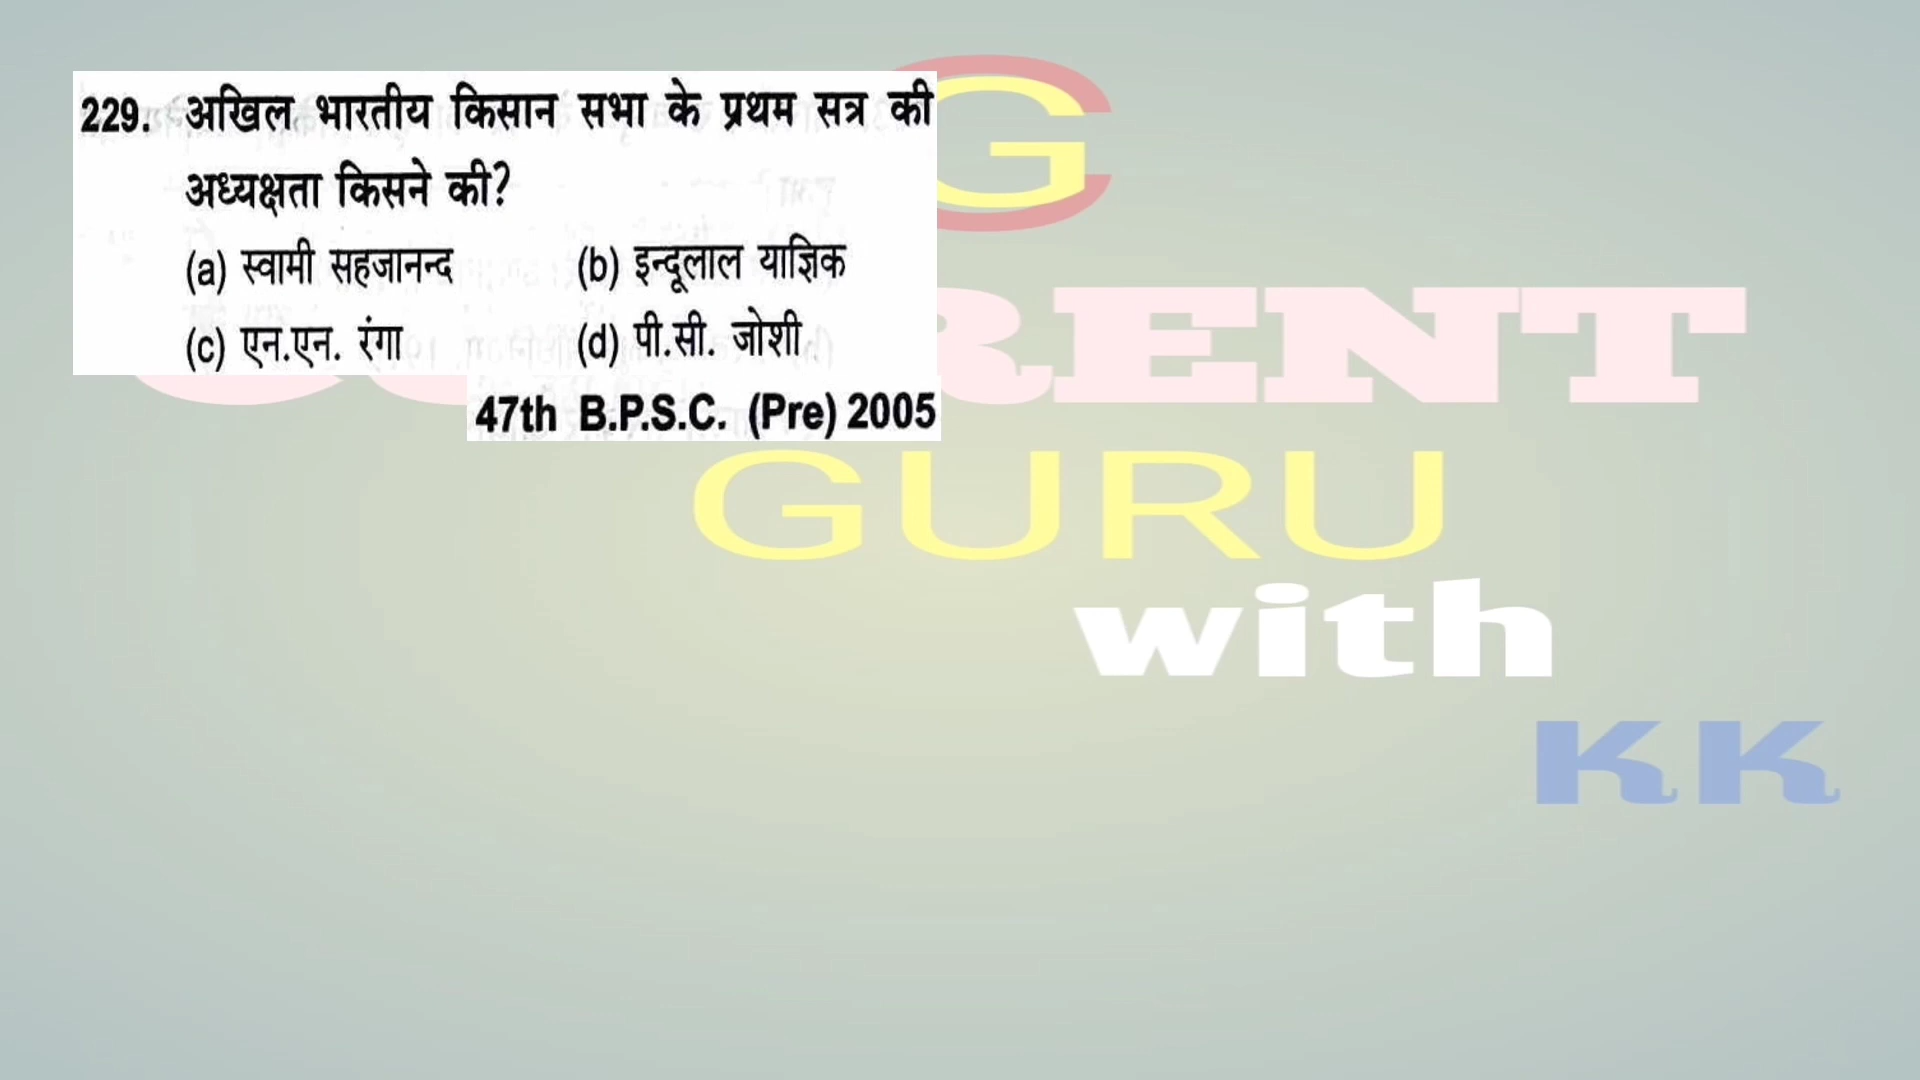 229. अखिल भारतीय किसान सभा के प्रथम सत्र की
अध्यक्षता किसने की?
(a) स्वामी सहजानन्द (b) इन्दूलाल याज्ञिक
(c) एन.एन. रंगा (d) पी.सी. जोशी
47th B.P.S.C. (Pre) 2005
G
RENT
GURU
with
KK